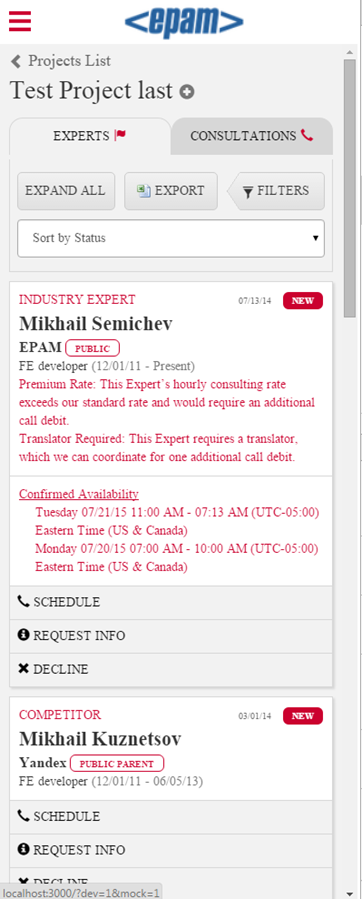 <epam>
Projects List
Test Project last
EXPERTS
CONSULTATIONS
EXPAND ALL
EXPORT
FILTERS
Sort by Status
INDUSTRY EXPERT
07/13/14
NEW
Mikhail Semichev
EPAM PUBLIC
FE developer (12/01/11 - Present)
Premium Rate: This Expert`s hourly consulting rate
exceeds our standard rate and would require an additional
call debit.
Translator Required: This Expert requires a translator,
which we can coordinate for one additional call debit.
Confirmed Availability
Tuesday 07/21/15 11:00 AM - 07:13 AM (UTC-05:00)
Eastern Time (US & Canada)
Monday 07/20/15 07:00 AM - 10:00 AM (UTC-05:00)
Eastern Time (US & Canada)
SCHEDULE
REQUEST INFO
DECLINE
COMPETITOR
03/01/14
NEW
Mikhail Kuznetsov
Yandex PUBLIC PARENT
FE developer (12/01/11 - 06/05/13)
SCHEDULE
REQUEST INFO
DECLINE
localhost:3000/?dev=1&mock=1